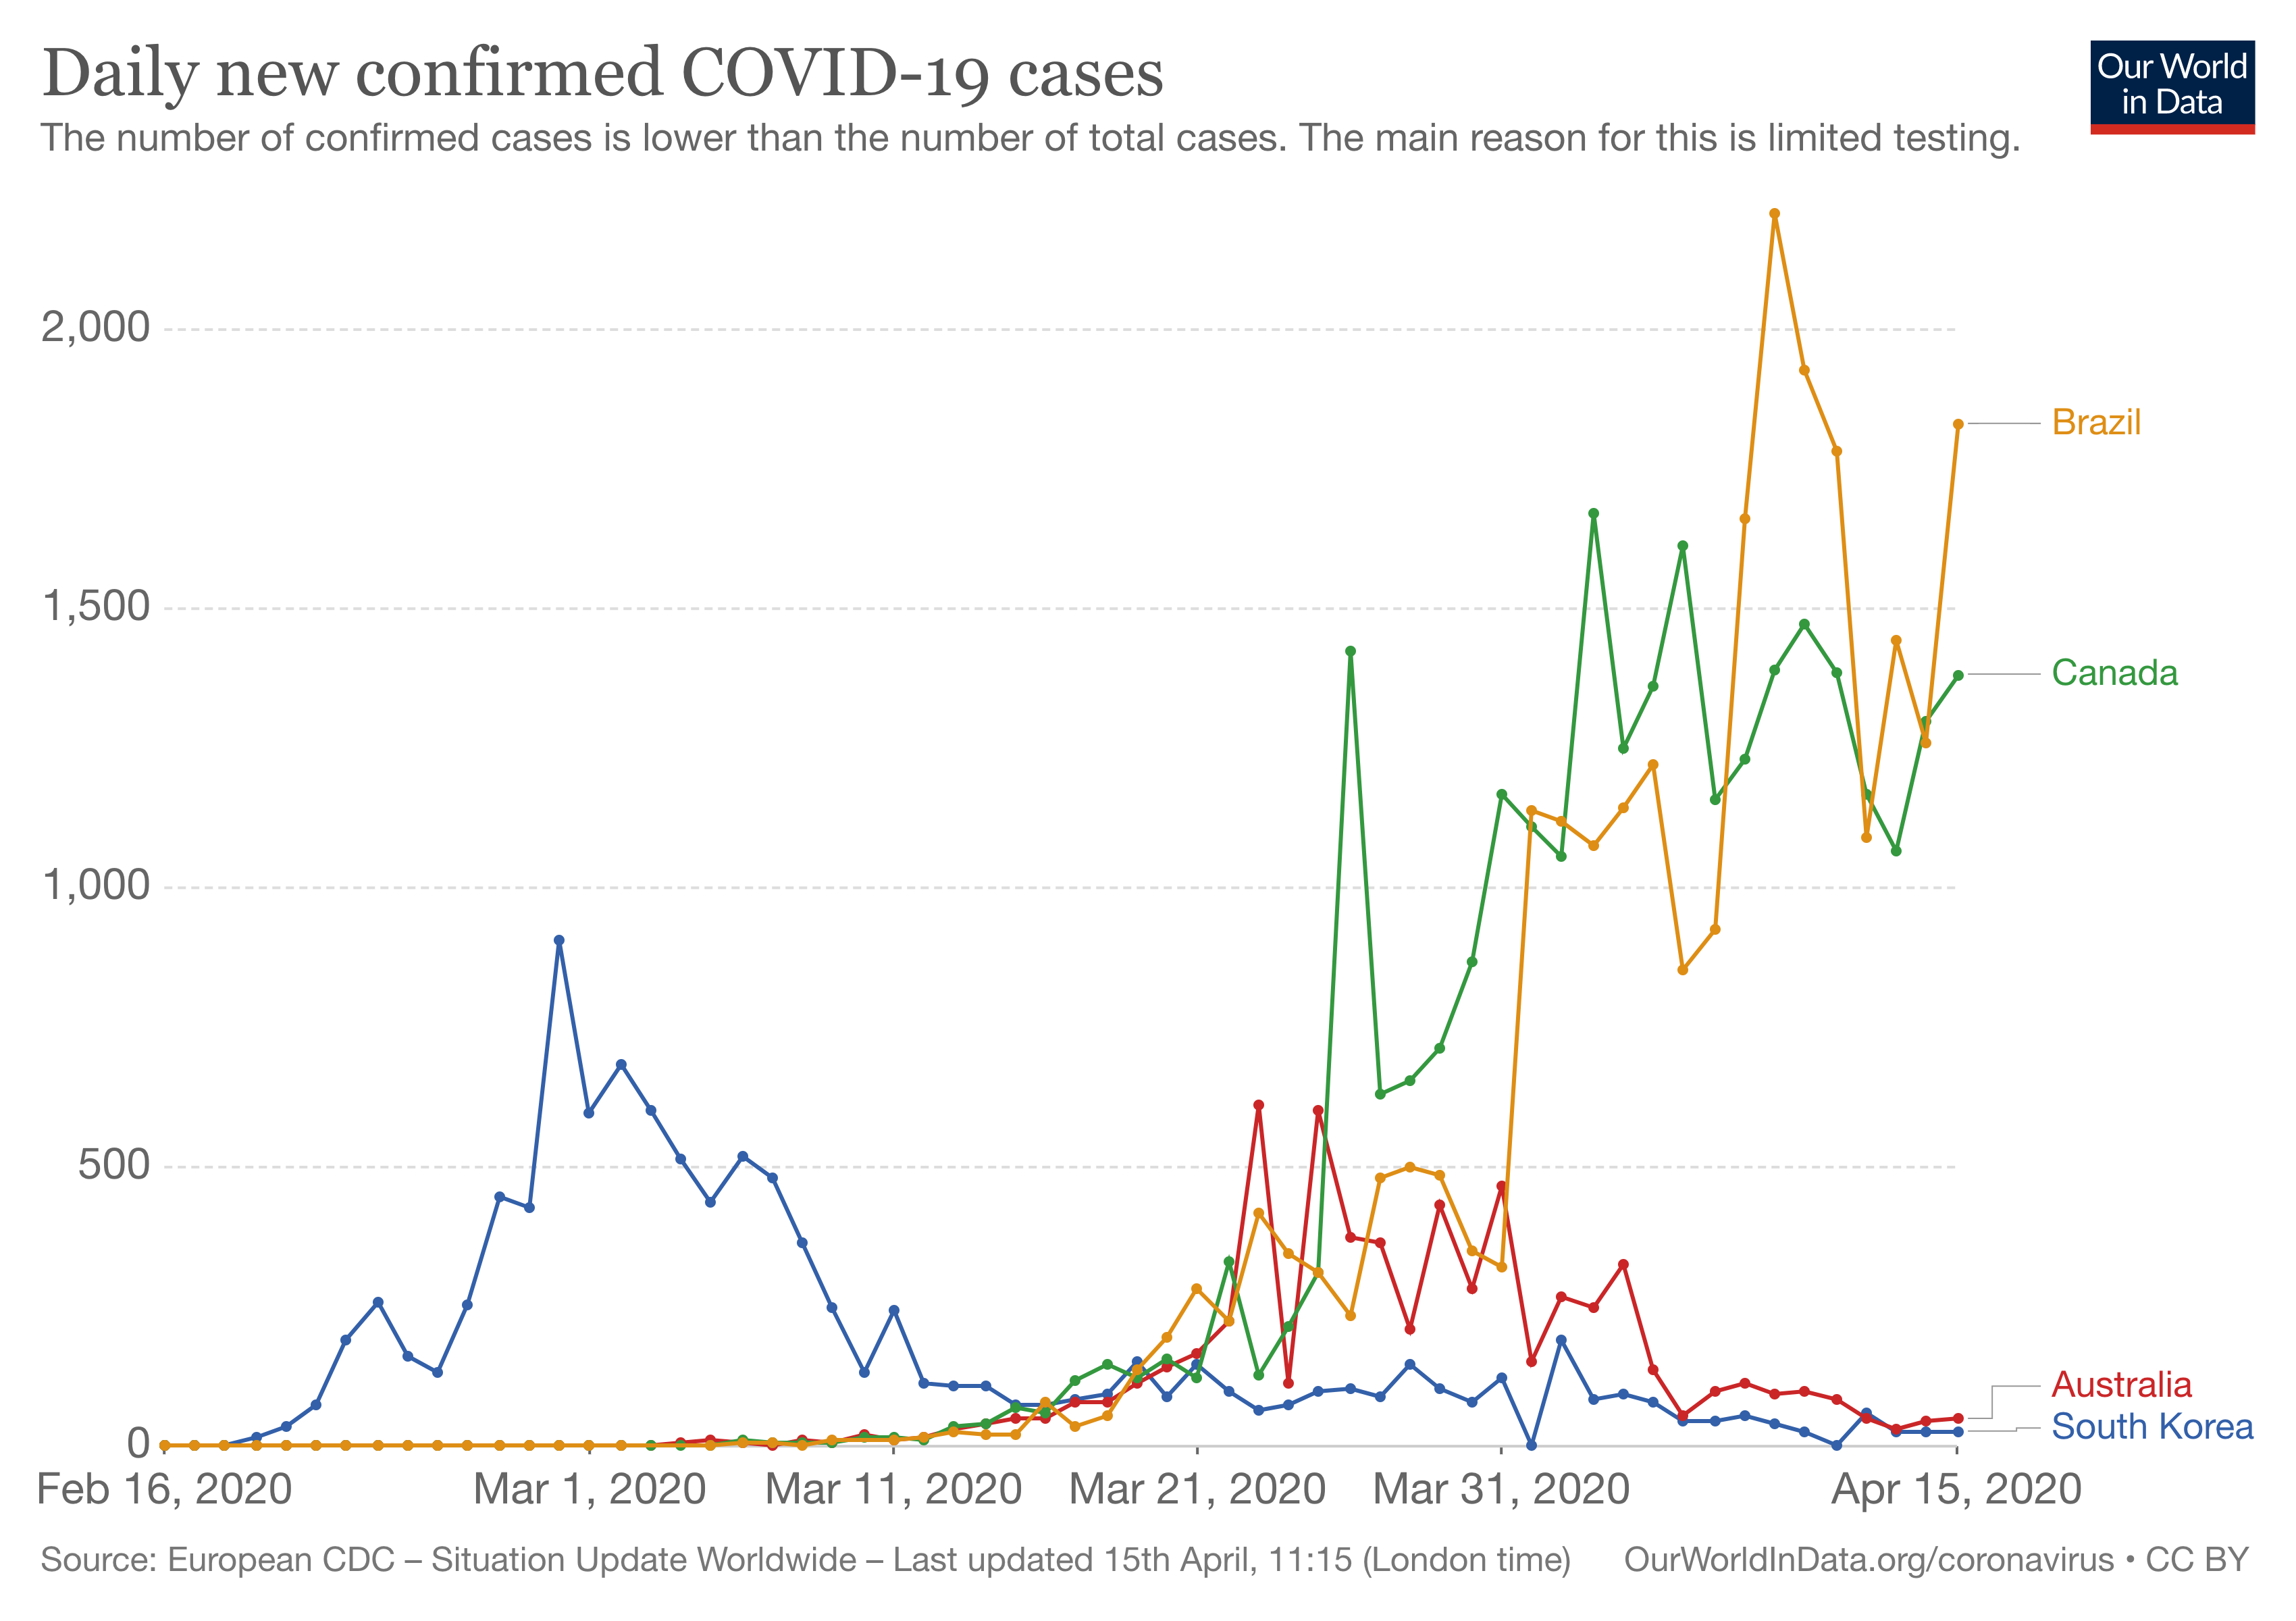 Daily new confirmed COVID-19 cases
The number of confirmed cases is lower than the number of total cases. The main reason for this is limited testing.
Our World
in Data
2,000
1,500
1,000
500
0
Brazil
Canada
Australia
South Korea
Feb 16, 2020
Mar 1, 2020
Mar 11, 2020
Mar 21, 2020
Mar 31, 2020
Apr 15, 2020
Source: European CDC – Situation Update Worldwide – Last updated 15th April, 11:15 (London time)
OurWorldInData.org/coronavirus • CC BY